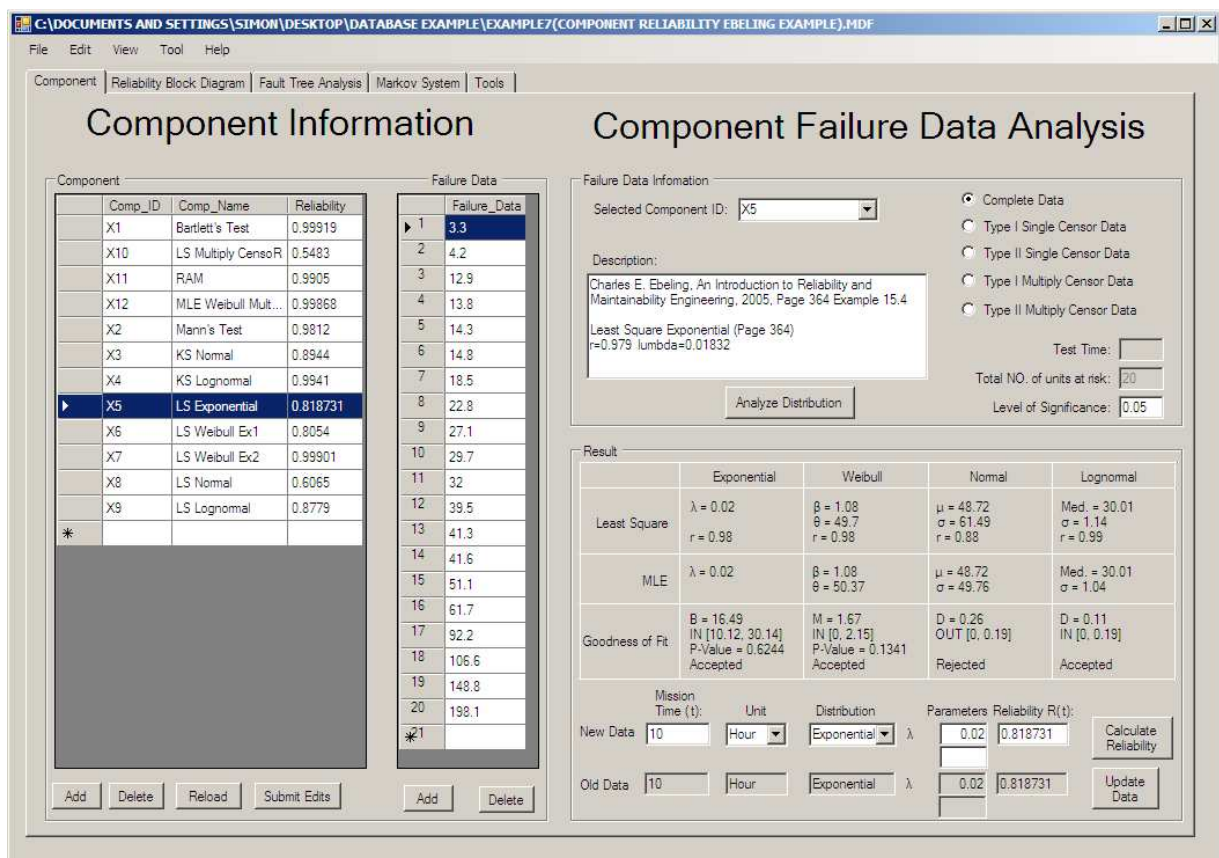 C:\DOCUMENTS AND SETTINGS\SIMON\DESKTOP\DATABASE EXAMPLE\EXAMPLE7(COMPONENT RELIABILITY EBELING EXAMPLE).MDF
File Edit View Tool Help
Component Reliability Block Diagram Fault Tree Analysis Markov System Tools
Component Information
Component
Comp_ID Comp_Name Reliability
X1 Bartlett's Test 0.99919
X10 LS Multiply CensoR 0.5483
X11 RAM 0.9905
X12 MLE Weibull Mult... 0.99868
X2 Mann's Test 0.9812
X3 KS Normal 0.8944
X4 KS Lognormal 0.9941
X5 LS Exponential 0.818731
X6 LS Weibull Ex1 0.8054
X7 LS Weibull Ex2 0.99901
X8 LS Normal 0.6065
X9 LS Lognormal 0.8779
Add Delete Reload Submit Edits
Failure Data
Failure_Data
1 3.3
2 4.2
3 12.9
4 13.8
5 14.3
6 14.8
7 18.5
8 22.8
9 27.1
10 29.7
11 32
12 39.5
13 41.3
14 41.6
15 51.1
16 61.7
17 92.2
18 106.6
19 148.8
20 198.1
21
Add Delete
Component Failure Data Analysis
Failure Data Infomation
Selected Component ID: X5
Description:
Charles E. Ebeling, An Introduction to Reliability and
Maintainability Engineering, 2005, Page 364 Example 15.4
Least Square Exponential (Page 364)
r=0.979 lumbda=0.01832
Analyze Distribution
Complete Data
Type I Single Censor Data
Type II Single Censor Data
Type I Multiply Censor Data
Type II Multiply Censor Data
Test Time:
Total NO. of units at risk: 20
Level of Significance: 0.05
Result
Exponential Weibull Normal Lognormal
Least Square
λ = 0.02
r = 0.98
β = 1.08
θ = 49.7
r = 0.98
μ = 48.72
σ = 61.49
r = 0.88
Med. = 30.01
σ = 1.14
r = 0.99
MLE
λ = 0.02
β = 1.08
θ = 50.37
μ = 48.72
σ = 49.76
Med. = 30.01
σ = 1.04
Goodness of Fit
B = 16.49
IN [10.12, 30.14]
P-Value = 0.6244
Accepted
M = 1.67
IN [0, 2.15]
P-Value = 0.1341
Accepted
D = 0.26
OUT [0, 0.19]
Rejected
D = 0.11
IN [0, 0.19]
Accepted
Mission
Time (t): Unit Distribution Parameters Reliability R(t):
New Data 10 Hour Exponential λ 0.02 0.818731
Calculate
Reliability
Old Data 10 Hour Exponential λ 0.02 0.818731
Update
Data